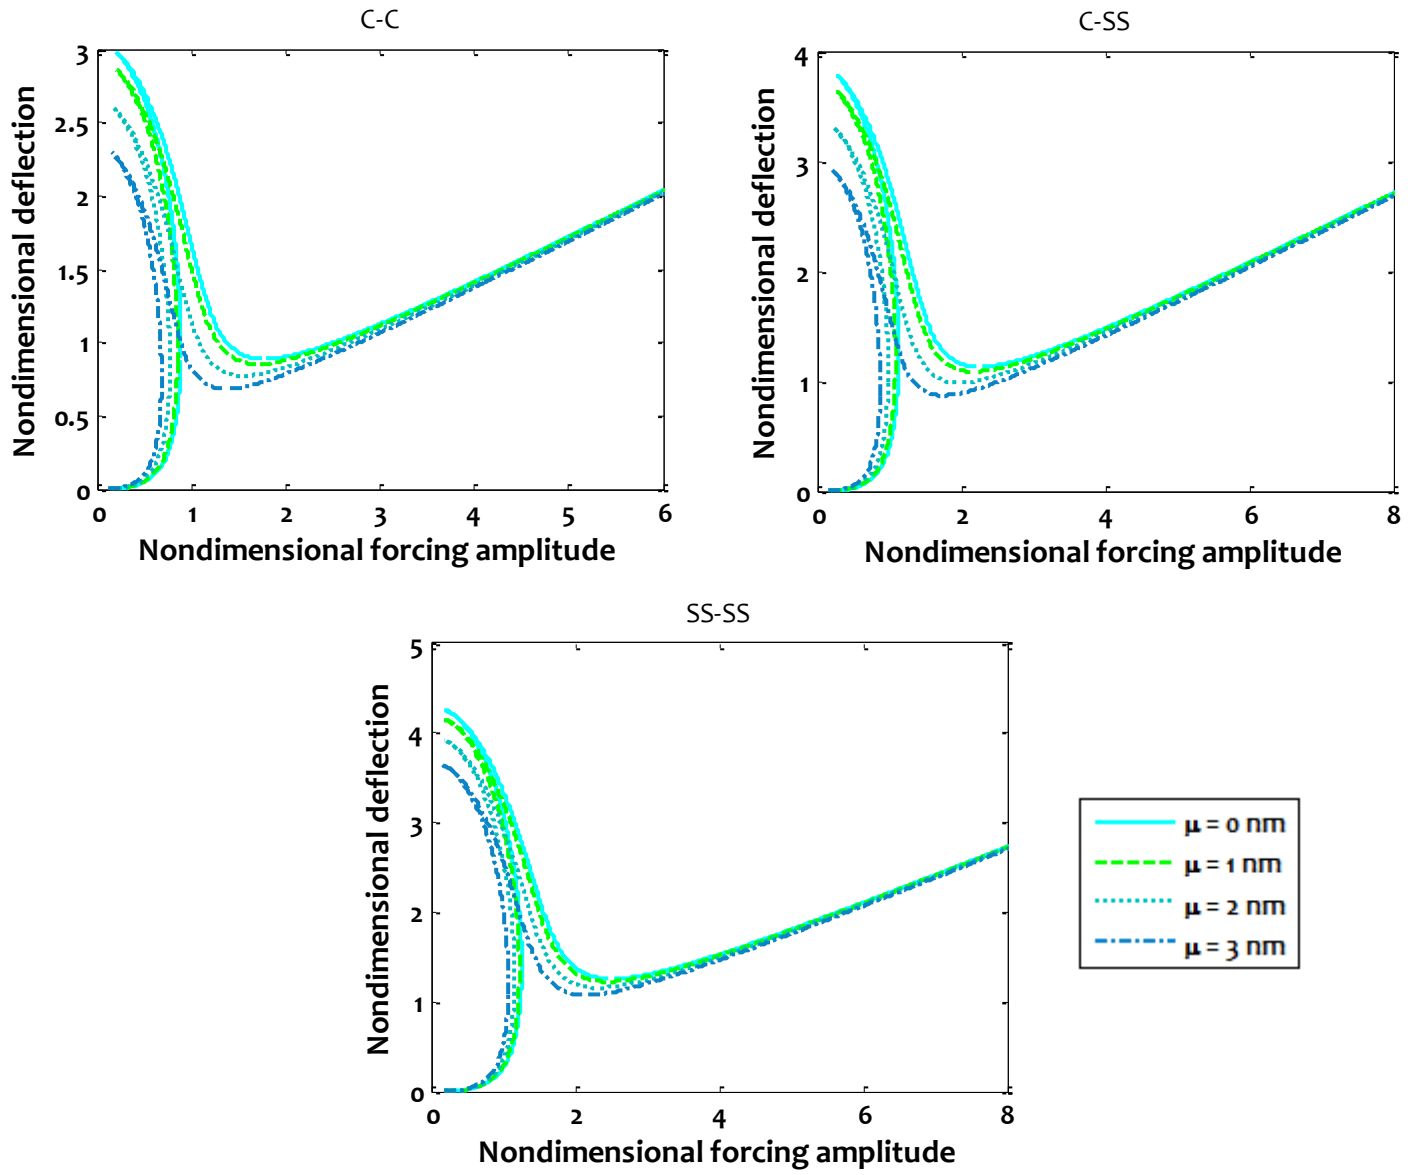 C-C
3
2.5
2
1.5
1
0.5
0
0 1 2 3 4 5 6
Nondimensional deflection
Nondimensional forcing amplitude
C-SS
4
3
2
1
0
0 2 4 6 8
Nondimensional deflection
Nondimensional forcing amplitude
SS-SS
5
4
3
2
1
0
0 2 4 6 8
Nondimensional deflection
Nondimensional forcing amplitude
μ = 0 nm
μ = 1 nm
μ = 2 nm
μ = 3 nm